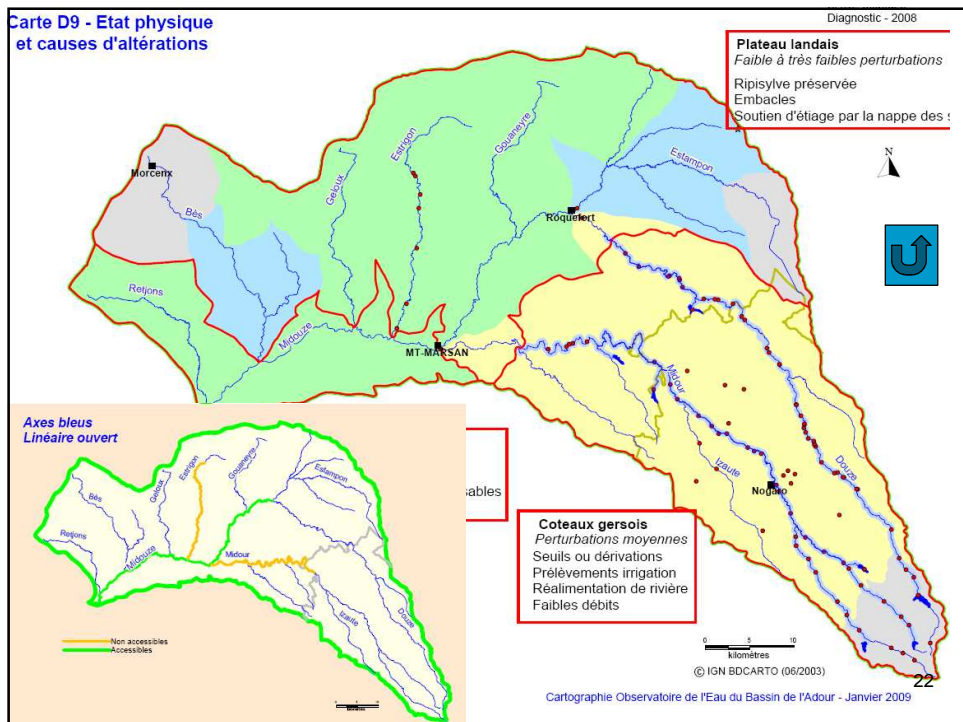 Carte D9 - Etat physique
et causes d'altérations
Diagnostic - 2008
Plateau landais
Faible à très faibles perturbations
Ripisylve préservée
Embacles
Soutien d'étiage par la nappe des s
N
Morcenx
Bès
Geloux
Estrigon
Gouaneyre
Estampon
Roquefort
Retjons
Midouze
MT-MARSAN
Midour
Izaute
Nogaro
Douze
Axes bleus
Linéaire ouvert
Bès
Retjons
Geloux
Estrigon
Gouaneyre
Estampon
Midouze
Midour
Izaute
Douze
Non accessibles
Accessibles
sables
Coteaux gersois
Perturbations moyennes
Seuils ou dérivations
Prélèvements irrigation
Réalimentation de rivière
Faibles débits
0 5 10
kilomètres
© IGN BDCARTO (06/2003)
22
Cartographie Observatoire de l'Eau du Bassin de l'Adour - Janvier 2009